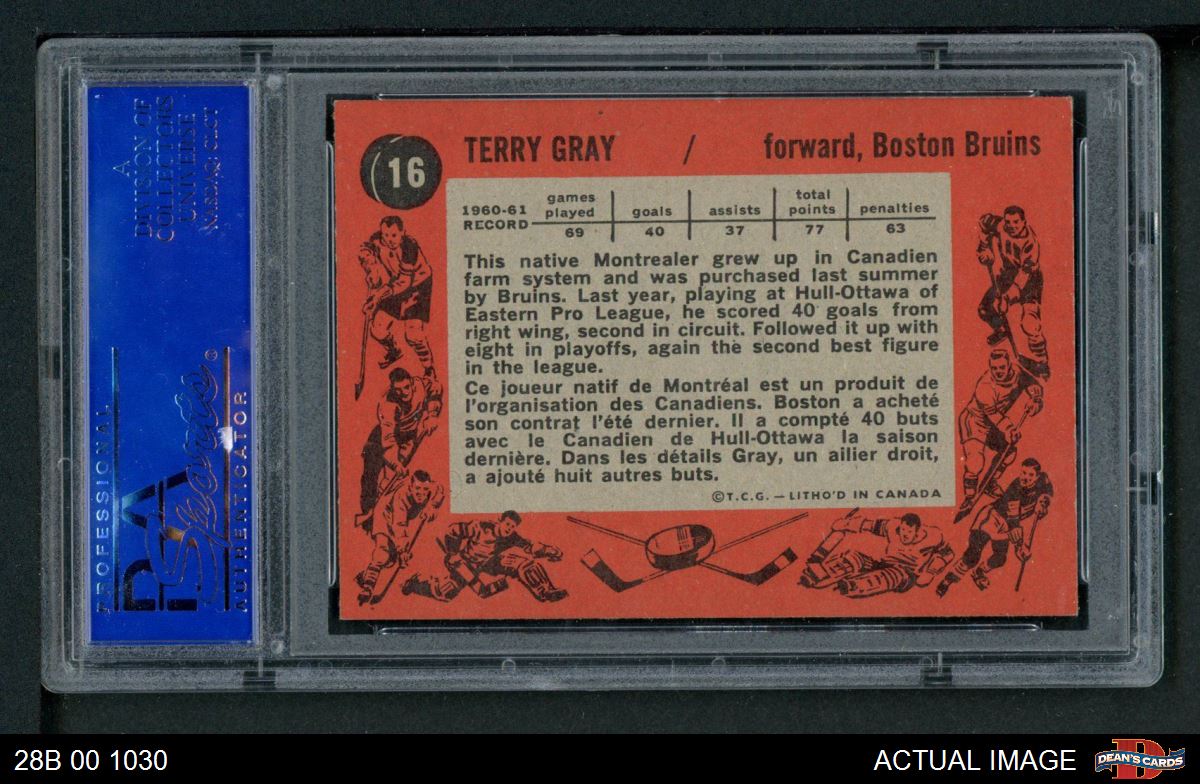 A
DIVISION OF
COLLECTORS
UNIVERSE
NASDAQ: CLCT
PROFESSIONAL
PSA
Sports®
AUTHENTICATOR
16
TERRY GRAY / forward, Boston Bruins
1960-61 RECORD
games played goals assists total points penalties
69 40 37 77 63
This native Montrealer grew up in Canadien
farm system and was purchased last summer
by Bruins. Last year, playing at Hull-Ottawa of
Eastern Pro League, he scored 40 goals from
right wing, second in circuit. Followed it up with
eight in playoffs, again the second best figure
in the league.
Ce joueur natif de Montréal est un produit de
l'organisation des Canadiens. Boston a acheté
son contrat l'été dernier. Il a compté 40 buts
avec le Canadien de Hull-Ottawa la saison
dernière. Dans les détails Gray, un ailier droit,
a ajouté huit autres buts.
©T.C.G. — LITHO'D IN CANADA
28B 00 1030
ACTUAL IMAGE
D
DEAN'S CARDS